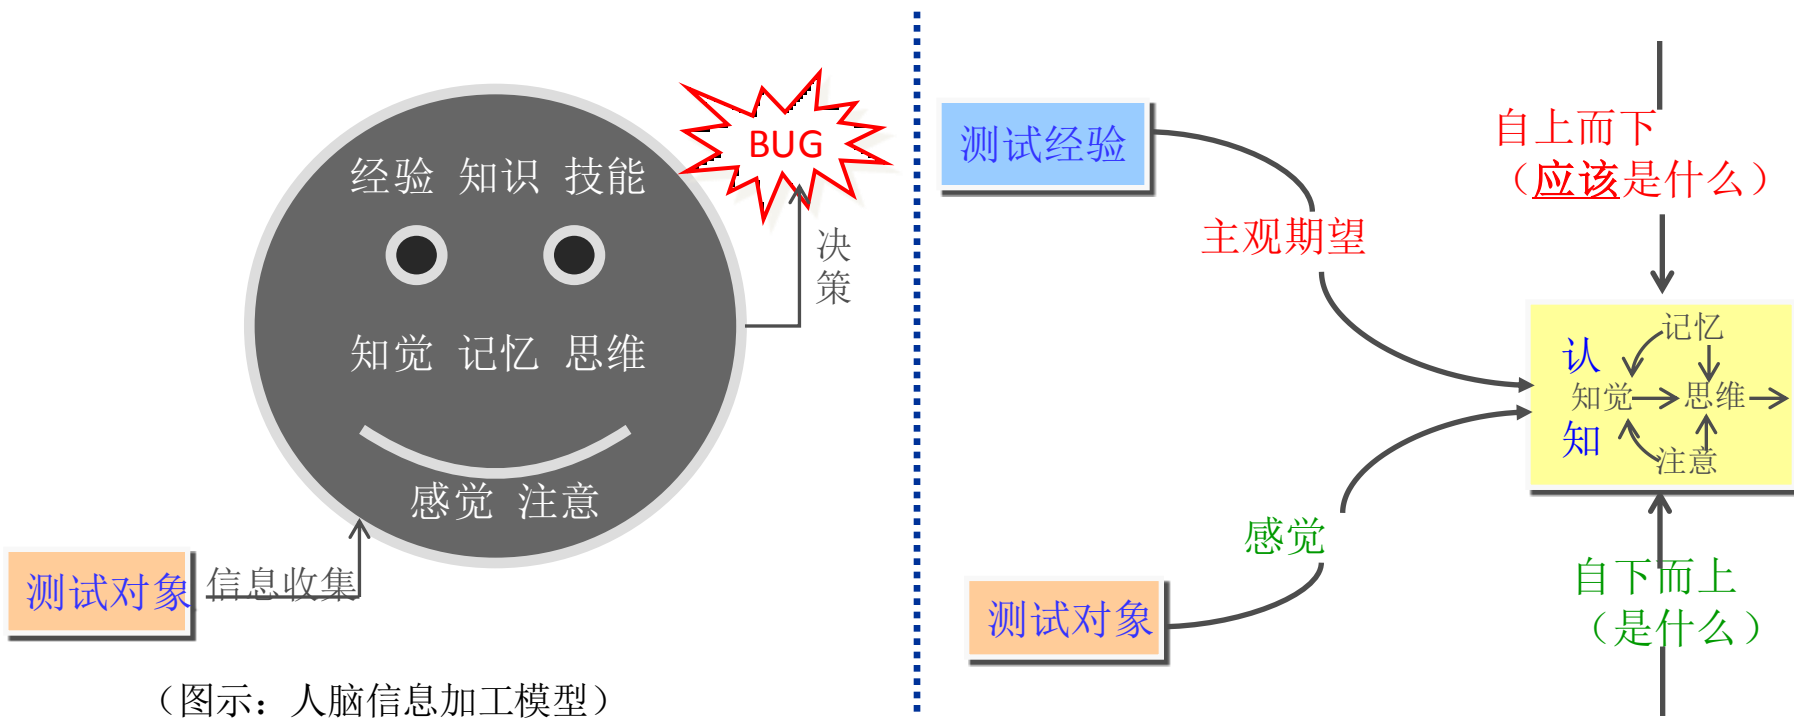 BUG
经验 知识 技能
决策
知觉 记忆 思维
感觉 注意
测试对象
信息收集
（图示：人脑信息加工模型）
测试经验
自上而下
（应该是什么）
主观期望
记忆
认知
知觉
思维
注意
感觉
测试对象
自下而上
（是什么）